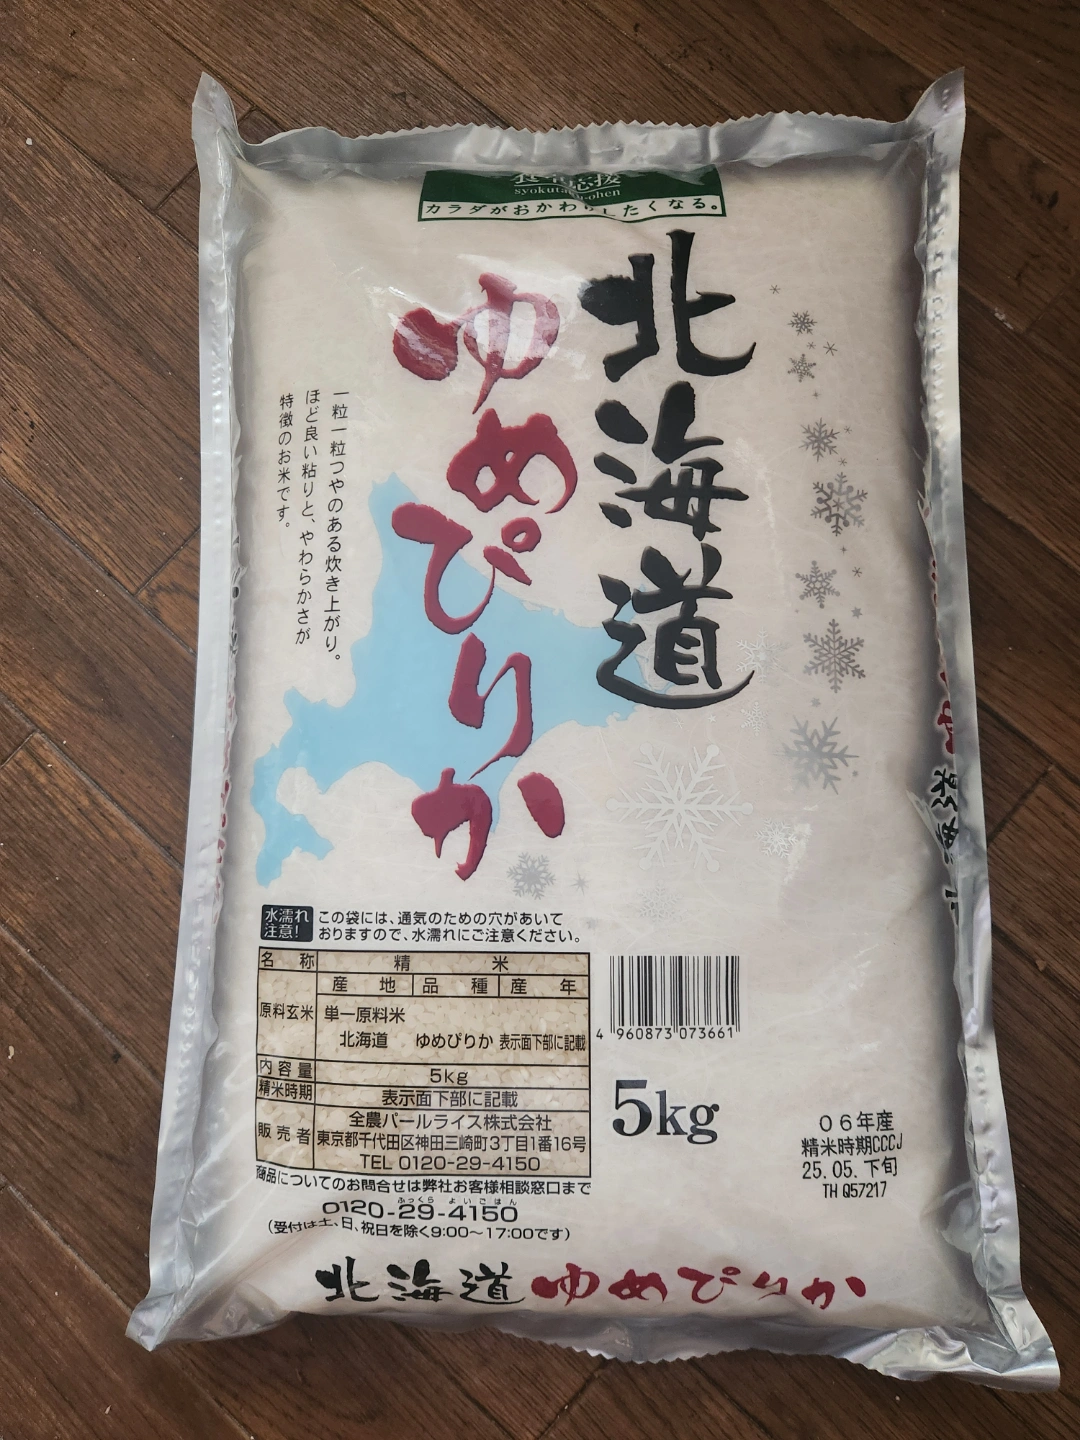 食卓応援
カラダがおかわりしたくなる。
北海道
ゆめぴりか
一粒一粒つやのある炊き上がり。
ほど良い粘りと、やわらかさが
特徴のお米です。
水濡れ
注意!
この袋には、通気のための穴があいて
おりますので、水濡れにご注意ください。
名 称 精 米
産 地 品 種 産 年
原料玄米 単一原料米
北海道 ゆめぴりか 表示面下部に記載
内容量 5kg
精米時期 表示面下部に記載
販売者 全農パールライス株式会社
東京都千代田区神田三崎町3丁目1番16号
TEL 0120-29-4150
商品についてのお問合せは弊社お客様相談窓口まで
ふっくら よいごはん
0120-29-4150
(受付は土、日、祝日を除く9:00~17:00です)
4 960873 073661
5kg
06年産
精米時期CCCJ
25.05.下旬
TH Q57217
北海道ゆめぴりか